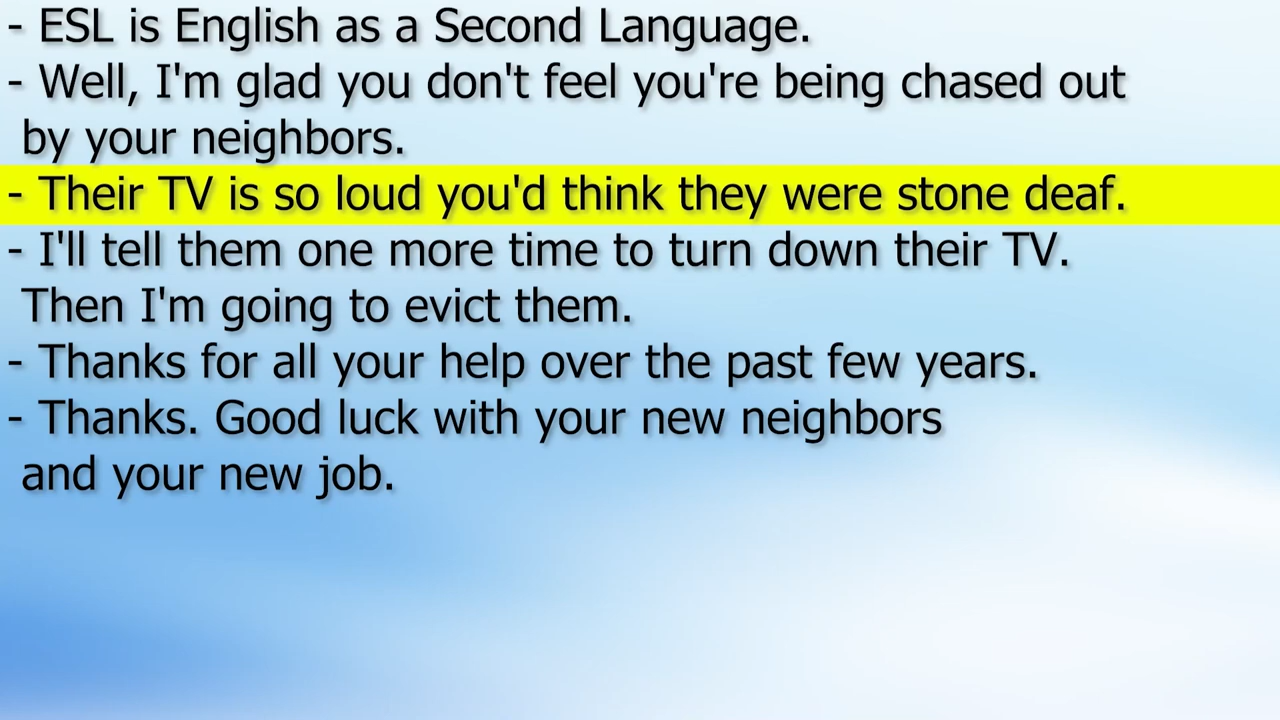 - ESL is English as a Second Language.
- Well, I'm glad you don't feel you're being chased out
by your neighbors.
- Their TV is so loud you'd think they were stone deaf.
- I'll tell them one more time to turn down their TV.
Then I'm going to evict them.
- Thanks for all your help over the past few years.
- Thanks. Good luck with your new neighbors
and your new job.